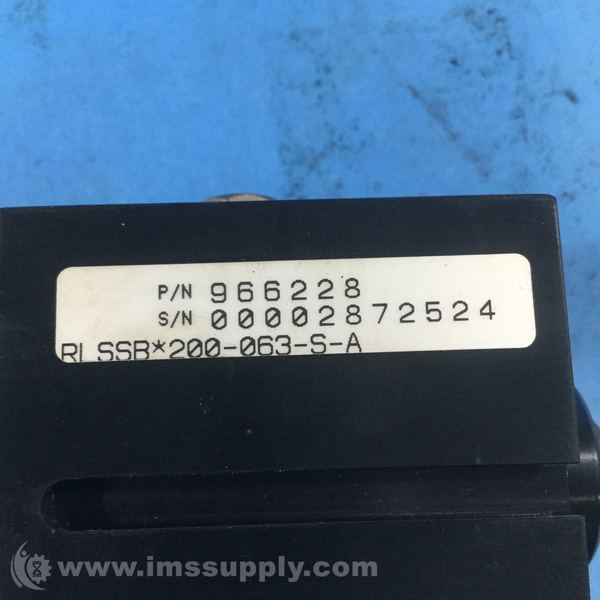 P/N 966228
S/N 00002872524
RLSSB*200-063-S-A
www.imssupply.com